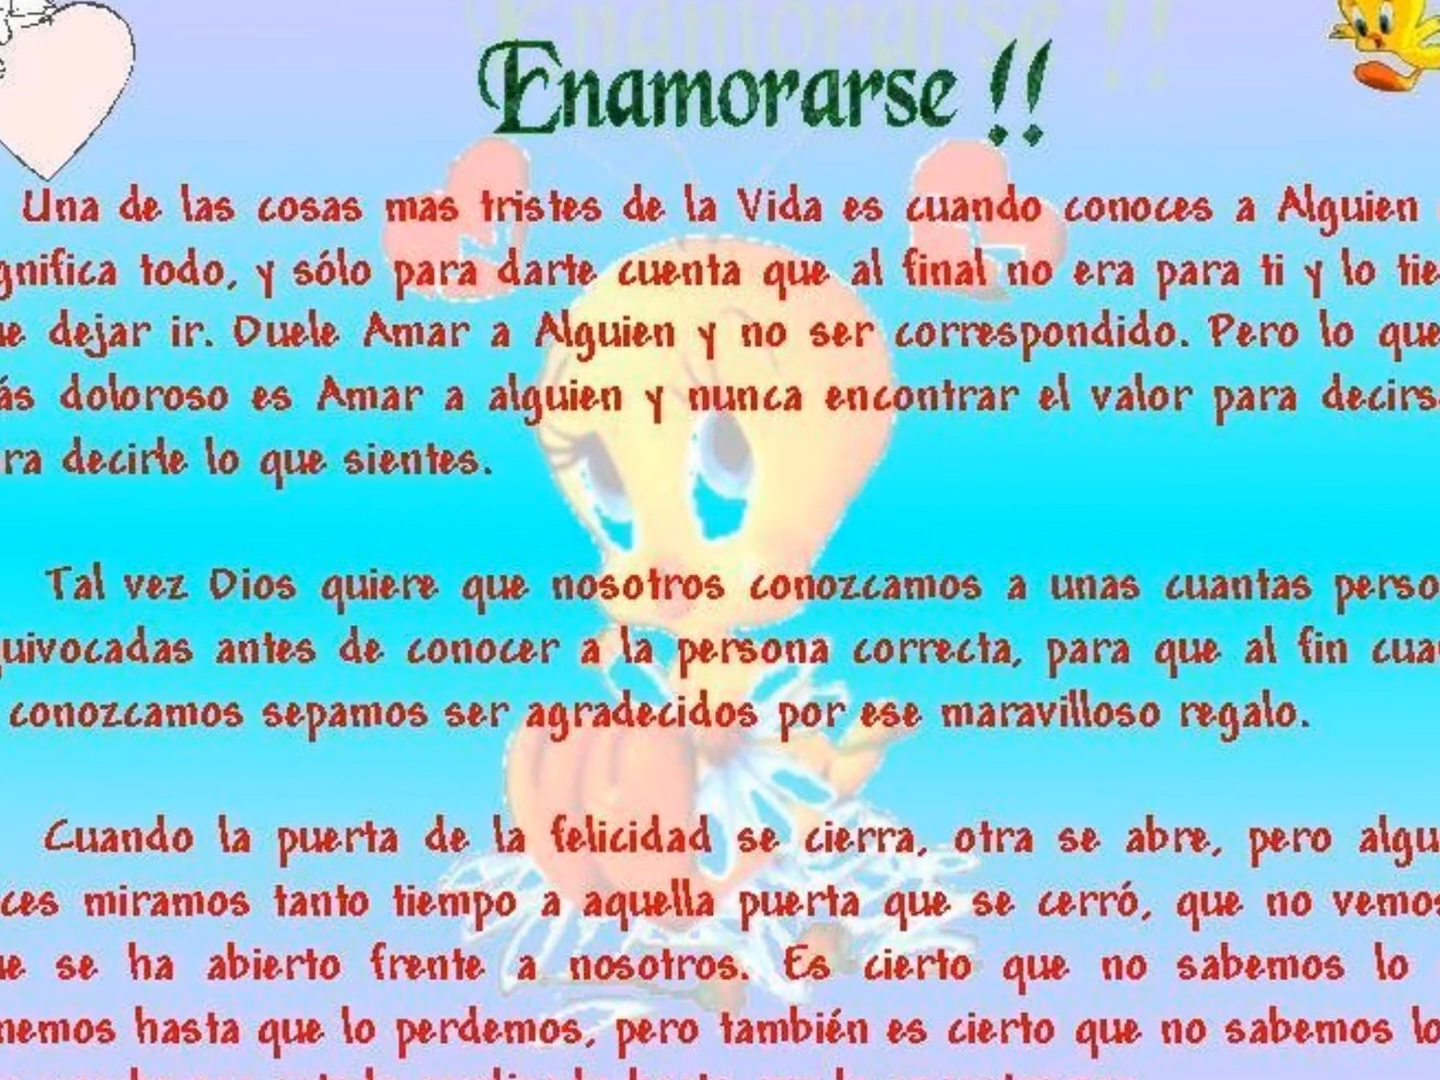 Enamorarse !!
Una de las cosas mas tristes de la Vida es cuando conoces a Alguien
gnifica todo, y sólo para darte cuenta que al final no era para ti y lo tie
ue dejar ir. Duele Amar a Alguien y no ser correspondido. Pero lo que
ás doloroso es Amar a alguien y nunca encontrar el valor para decirs
ra decirle lo que sientes.
Tal vez Dios quiere que nosotros conozcamos a unas cuantas perso
quivocadas antes de conocer a la persona correcta, para que al fin cua
conozcamos sepamos ser agradecidos por ese maravilloso regalo.
Cuando la puerta de la felicidad se cierra, otra se abre, pero algu
ces miramos tanto tiempo a aquella puerta que se cerró, que no vemos
ue se ha abierto frente a nosotros. Es cierto que no sabemos lo
nemos hasta que lo perdemos, pero también es cierto que no sabemos lo